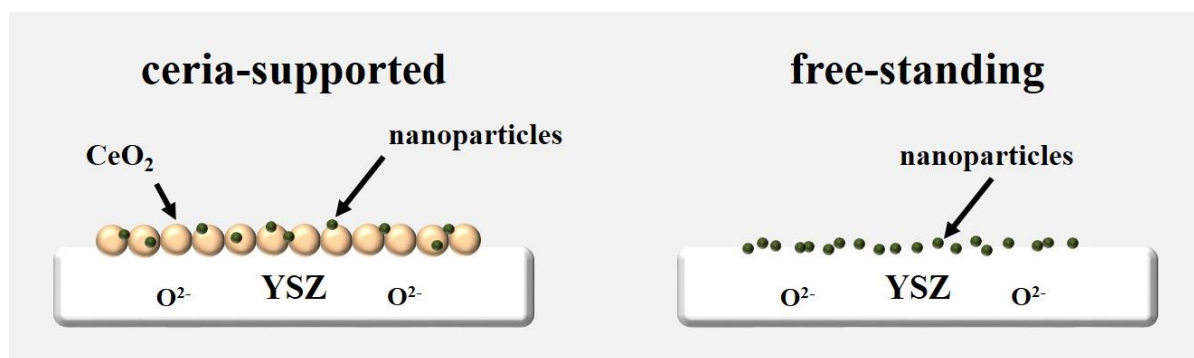 ceria-supported
CeO₂
nanoparticles
YSZ
O²⁻
O²⁻
free-standing
nanoparticles
YSZ
O²⁻
O²⁻